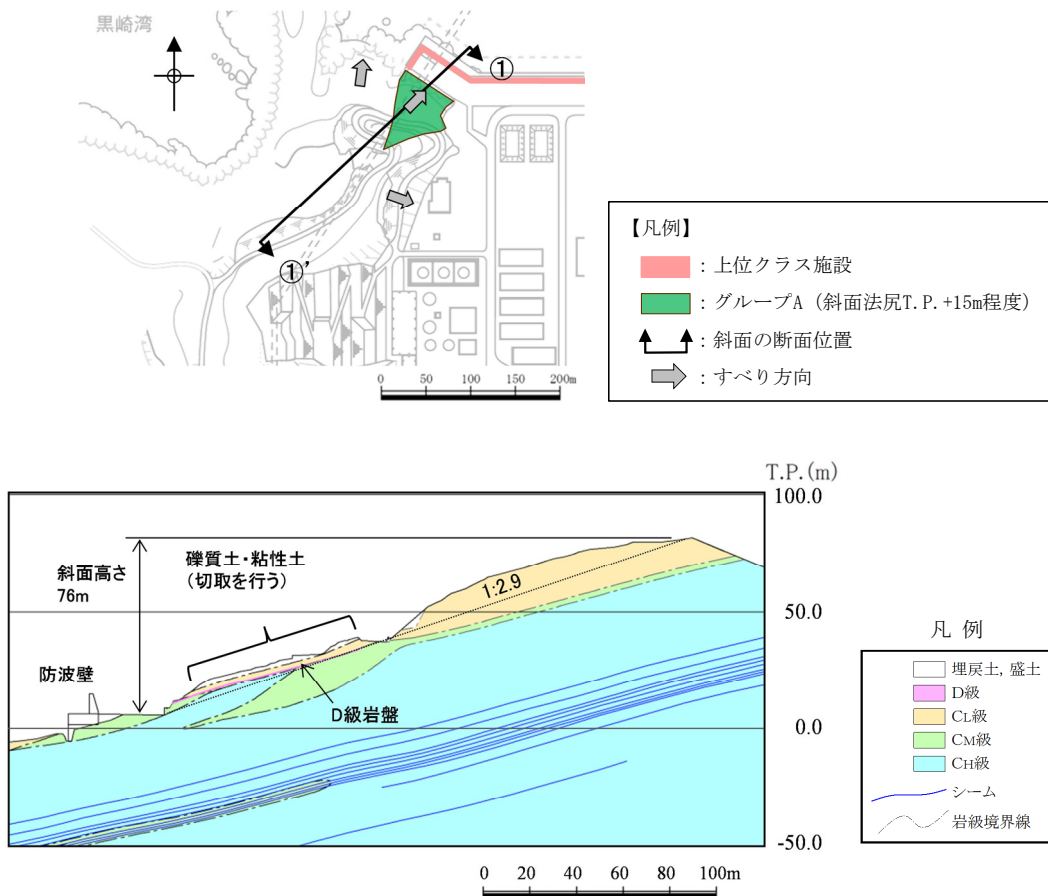 黒崎湾
①
①’
0 50 100 150 200m
【凡例】
：上位クラス施設
：グループA（斜面法尻T.P.+15m程度）
：斜面の断面位置
：すべり方向
T.P.(m)
100.0
50.0
0.0
-50.0
斜面高さ
76m
礫質土・粘性土
（切取を行う）
1:2.9
防波壁
D級岩盤
凡 例
埋戻土, 盛土
D級
CL級
CM級
CH級
シーム
岩級境界線
0 20 40 60 80 100m